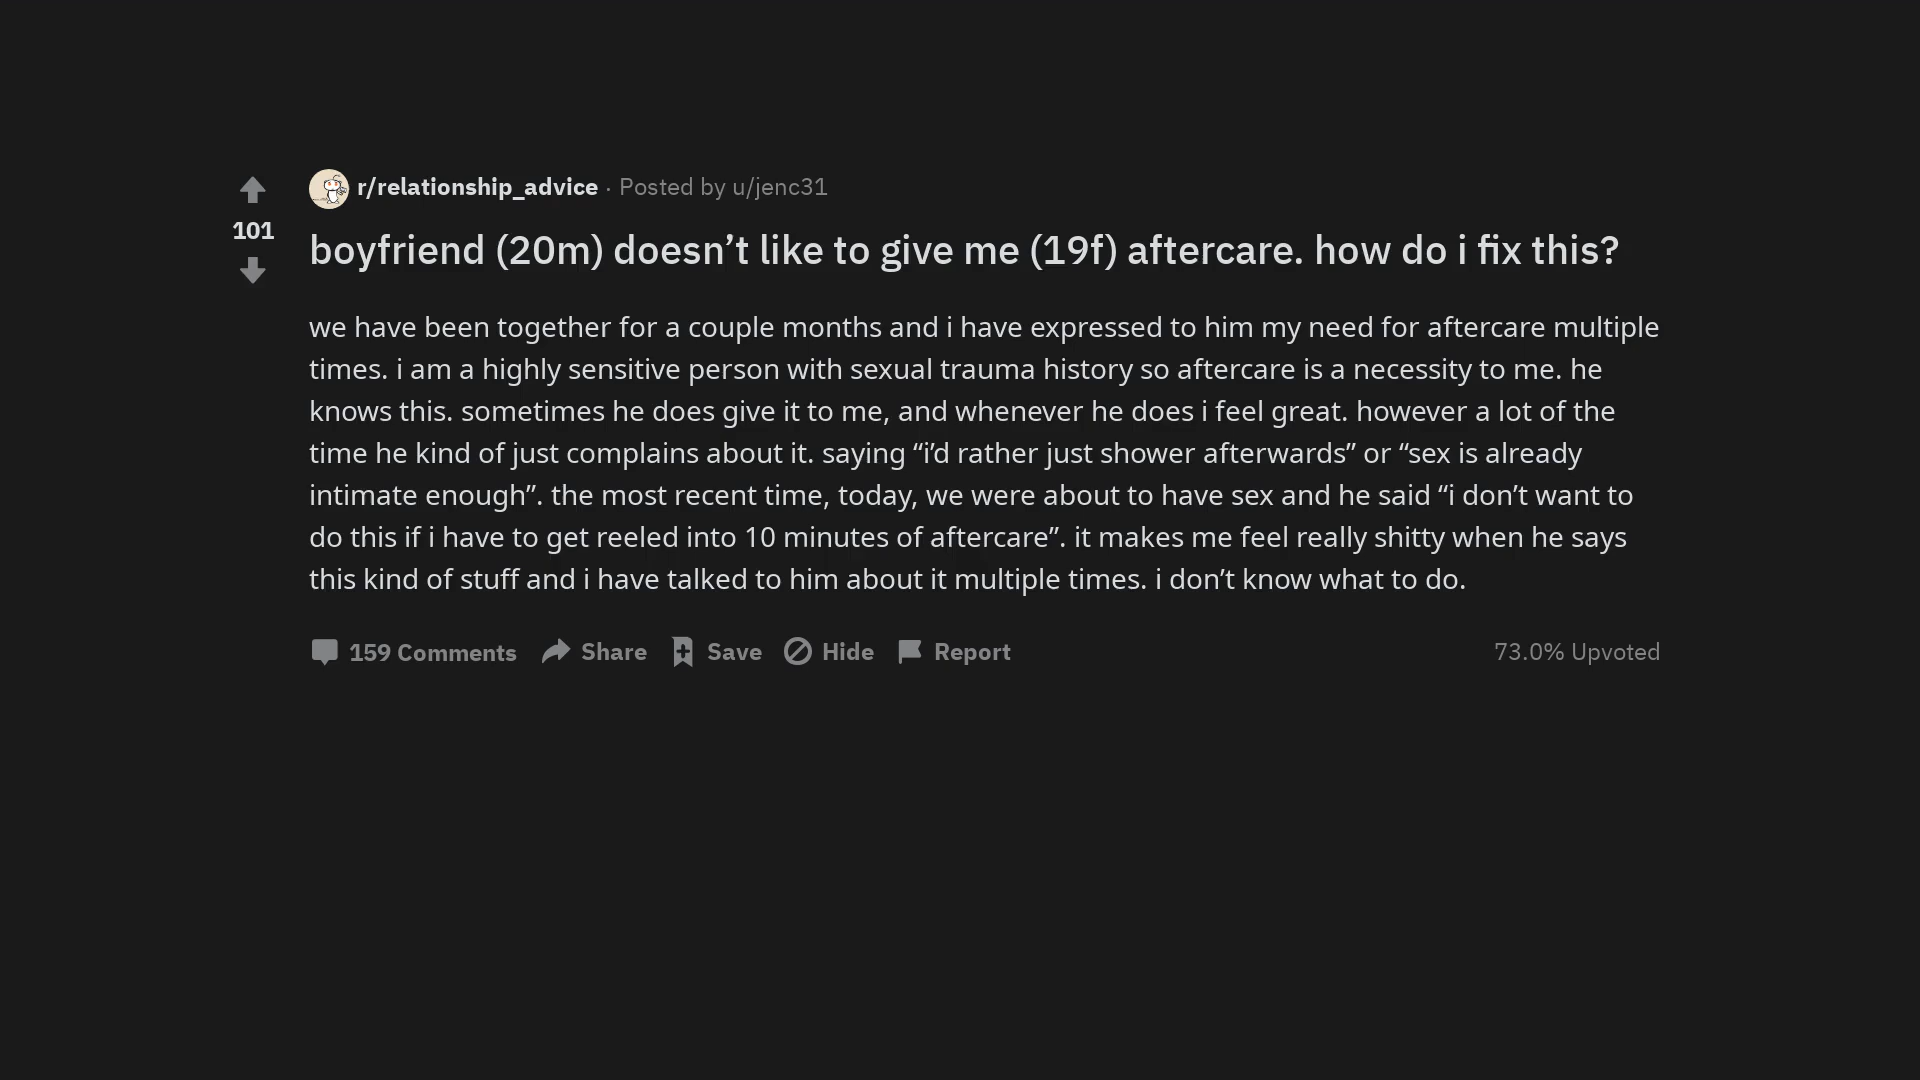 r/relationship_advice · Posted by u/jenc31
101
boyfriend (20m) doesn’t like to give me (19f) aftercare. how do i fix this?
we have been together for a couple months and i have expressed to him my need for aftercare multiple
times. i am a highly sensitive person with sexual trauma history so aftercare is a necessity to me. he
knows this. sometimes he does give it to me, and whenever he does i feel great. however a lot of the
time he kind of just complains about it. saying “i’d rather just shower afterwards” or “sex is already
intimate enough”. the most recent time, today, we were about to have sex and he said “i don’t want to
do this if i have to get reeled into 10 minutes of aftercare”. it makes me feel really shitty when he says
this kind of stuff and i have talked to him about it multiple times. i don’t know what to do.
159 Comments Share Save Hide Report 73.0% Upvoted